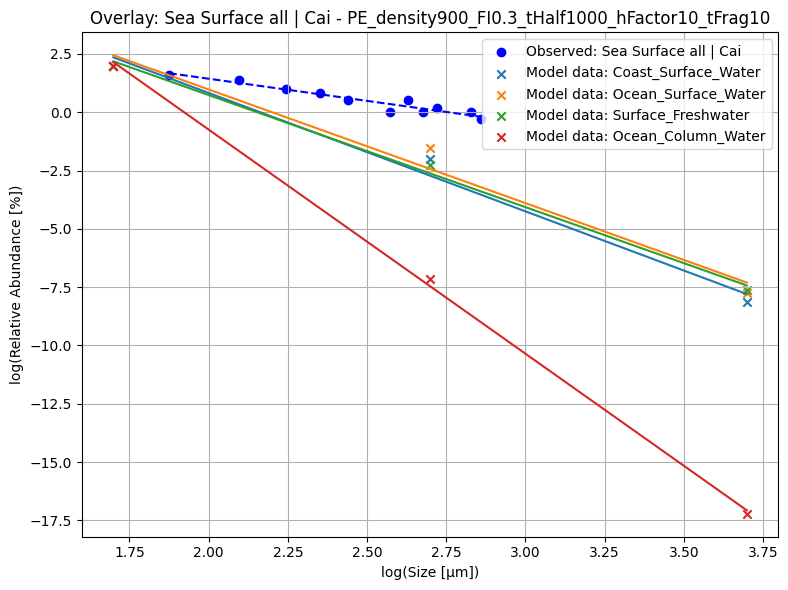 Overlay: Sea Surface all | Cai - PE_density900_FI0.3_tHalf1000_hFactor10_tFrag10
Observed: Sea Surface all | Cai
Model data: Coast_Surface_Water
Model data: Ocean_Surface_Water
Model data: Surface_Freshwater
Model data: Ocean_Column_Water
log(Relative Abundance [%])
2.5
0.0
−2.5
−5.0
−7.5
−10.0
−12.5
−15.0
−17.5
1.75 2.00 2.25 2.50 2.75 3.00 3.25 3.50 3.75
log(Size [μm])